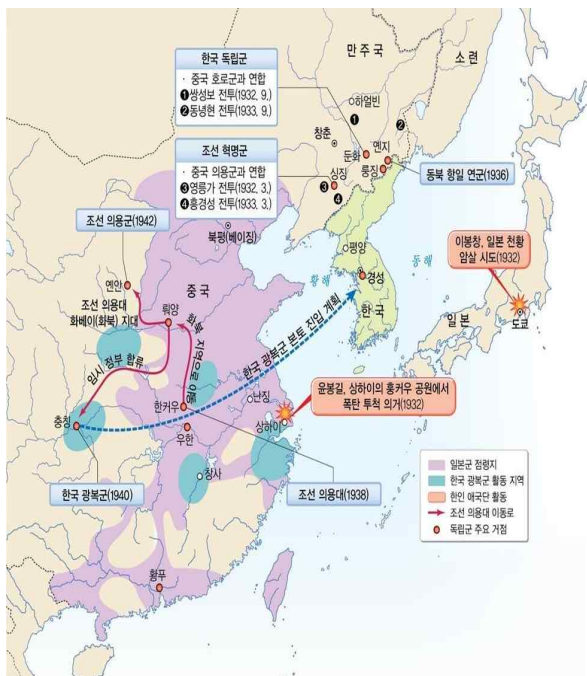 만주국
소련
한국 독립군
· 중국 호로군과 연합
❶쌍성보 전투(1932. 9.)
❷동녕현 전투(1933. 9.)
하얼빈
❶
❷
창춘
둔화
옌지
룽징
동북 항일 연군(1936)
조선 혁명군
· 중국 의용군과 연합
❸영릉가 전투(1932. 3.)
❹흥경성 전투(1933. 3.)
싱징
❸
❹
조선 의용군(1942)
북평(베이징)
평양
동해
이봉창, 일본 천황
암살 시도(1932)
옌안
중국
황해
경성
한국
일본
도쿄
조선 의용대
화베이(화북) 지대
뤄양
한국 광복군 본토 진입 계획
임시 정부 합류
화북 지역으로 이동
난징
윤봉길, 상하이의 훙커우 공원에서
폭탄 투척 의거(1932)
한커우
충칭
상하이
우한
창사
한국 광복군(1940)
조선 의용대(1938)
일본군 점령지
한국 광복군 활동 지역
한인 애국단 활동
조선 의용대 이동로
독립군 주요 거점
황푸